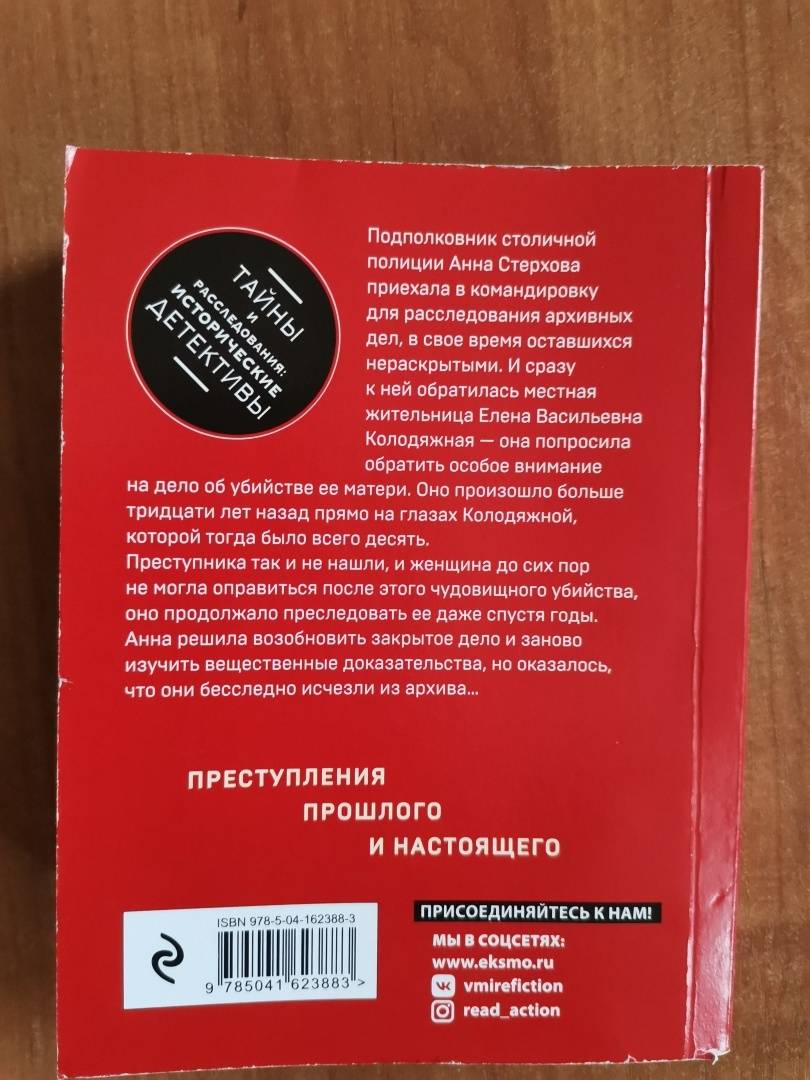 ТАЙНЫ
И
РАССЛЕДОВАНИЯ:
ИСТОРИЧЕСКИЕ
ДЕТЕКТИВЫ
Подполковник столичной
полиции Анна Стерхова
приехала в командировку
для расследования архивных
дел, в свое время оставшихся
нераскрытыми. И сразу
к ней обратилась местная
жительница Елена Васильевна
Колодяжная — она попросила
обратить особое внимание
на дело об убийстве ее матери. Оно произошло больше
тридцати лет назад прямо на глазах Колодяжной,
которой тогда было всего десять.
Преступника так и не нашли, и женщина до сих пор
не могла оправиться после этого чудовищного убийства,
оно продолжало преследовать ее даже спустя годы.
Анна решила возобновить закрытое дело и заново
изучить вещественные доказательства, но оказалось,
что они бесследно исчезли из архива...
ПРЕСТУПЛЕНИЯ
ПРОШЛОГО
И НАСТОЯЩЕГО
ISBN 978-5-04-162388-3
9 785041 623883 >
ПРИСОЕДИНЯЙТЕСЬ К НАМ!
МЫ В СОЦСЕТЯХ:
www.eksmo.ru
vmirefiction
read_action